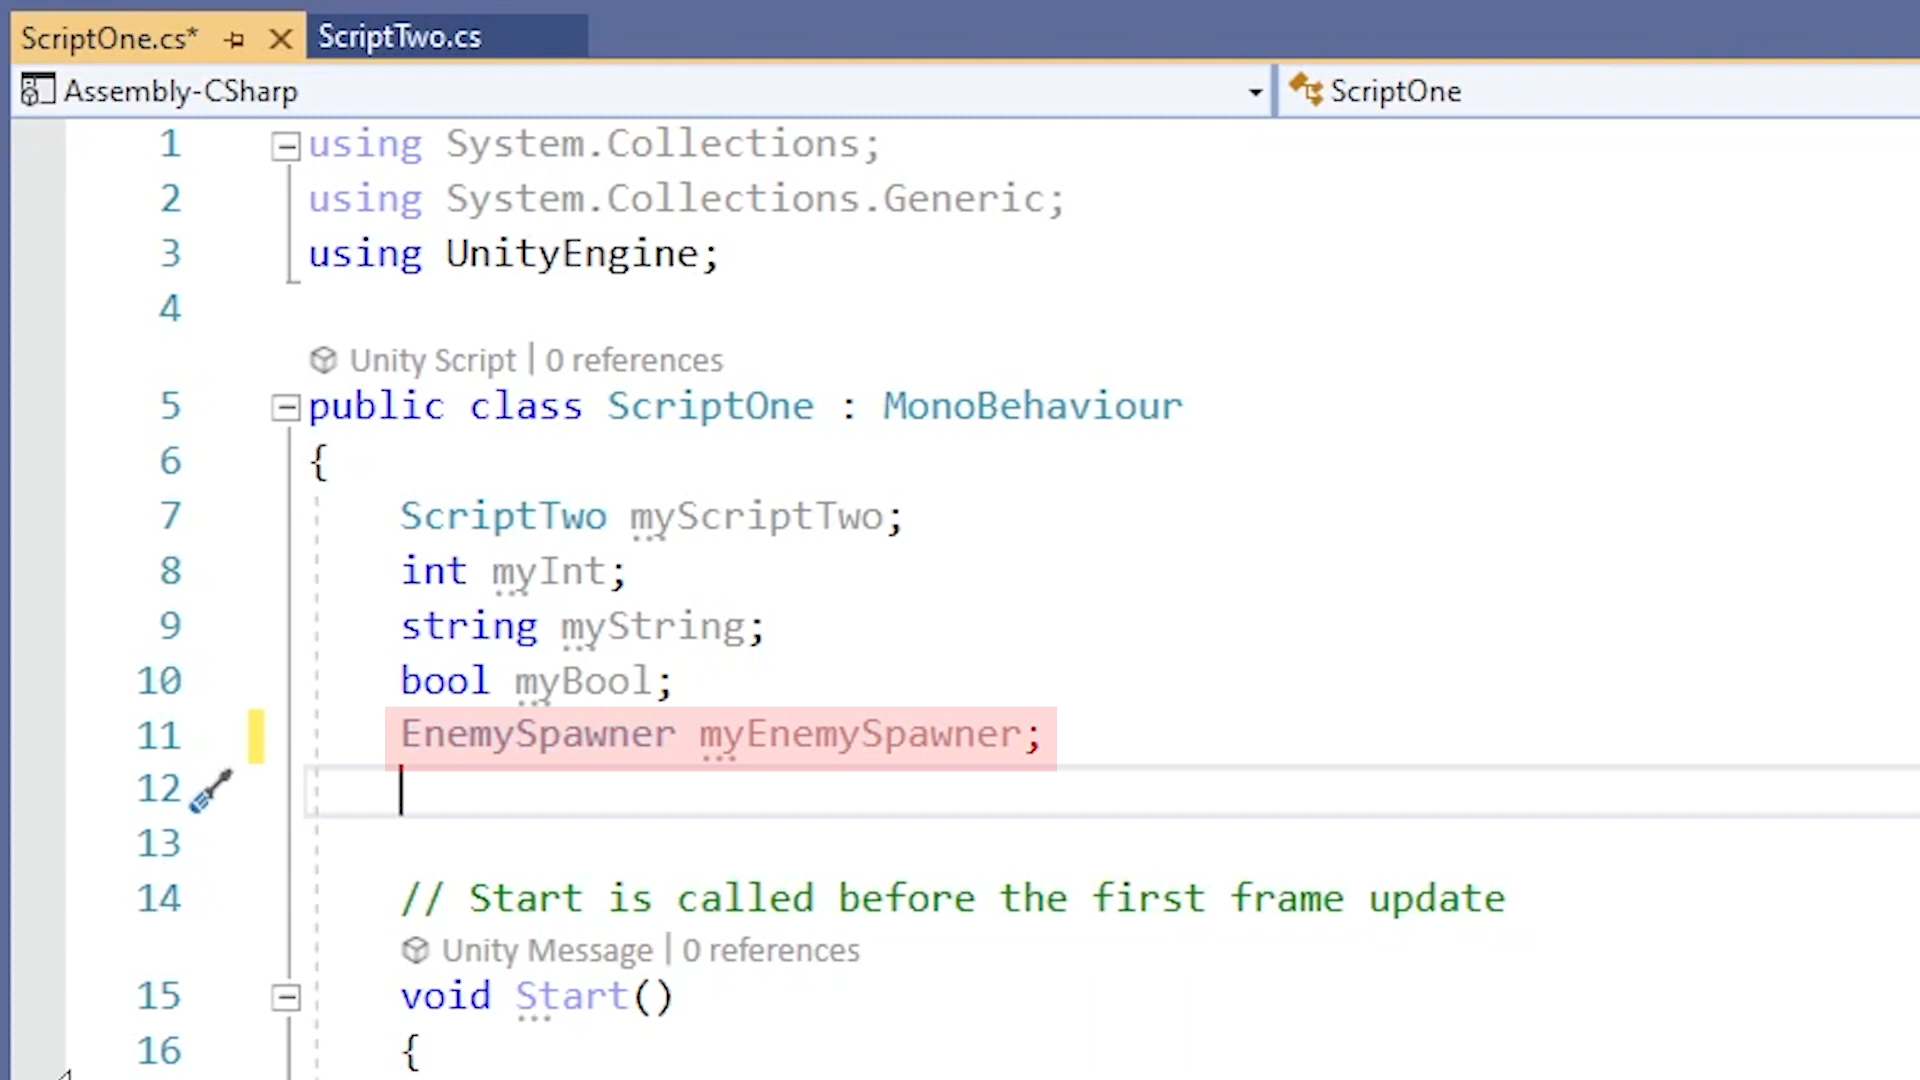 ScriptOne.cs*
ScriptTwo.cs
Assembly-CSharp
ScriptOne
1 using System.Collections;
2 using System.Collections.Generic;
3 using UnityEngine;
4
Unity Script | 0 references
5 public class ScriptOne : MonoBehaviour
6 {
7 ScriptTwo myScriptTwo;
8 int myInt;
9 string myString;
10 bool myBool;
11 EnemySpawner myEnemySpawner;
12
13
14 // Start is called before the first frame update
Unity Message | 0 references
15 void Start()
16 {